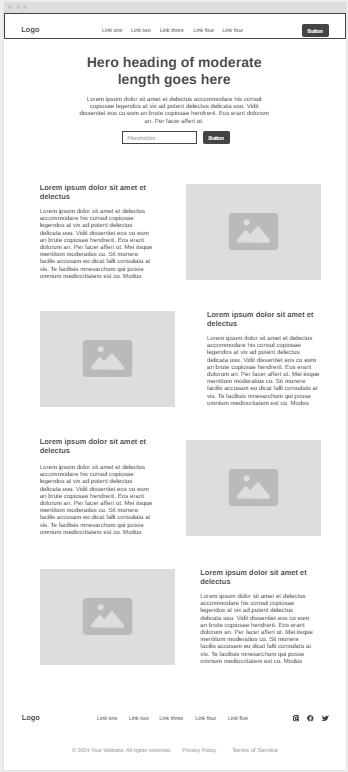 Logo
Link one
Link two
Link three
Link four
Link four
Button
Hero heading of moderate
length goes here
Lorem ipsum dolor sit amet et delectus accommodare his consul
copiosae legendos at vix ad putent delectus delicata usu. Vidit
dissentiet eos cu eum an brute copiosae hendrerit. Eos erant dolorum
an. Per facer affert ut.
Placeholder
Button
Lorem ipsum dolor sit amet et
delectus
Lorem ipsum dolor sit amet et delectus
accommodare his consul copiosae
legendos at vix ad putent delectus
delicata usu. Vidit dissentiet eos cu eum
an brute copiosae hendrerit. Eos erant
dolorum an. Per facer affert ut. Mei iisque
mentitum moderatius cu. Sit munere
facilis accusam eu dicat falli consulatu at
vis. Te facilisis mnesarchum qui posse
omnium mediocritatem est cu. Modus
Lorem ipsum dolor sit amet et
delectus
Lorem ipsum dolor sit amet et delectus
accommodare his consul copiosae
legendos at vix ad putent delectus
delicata usu. Vidit dissentiet eos cu eum
an brute copiosae hendrerit. Eos erant
dolorum an. Per facer affert ut. Mei iisque
mentitum moderatius cu. Sit munere
facilis accusam eu dicat falli consulatu at
vis. Te facilisis mnesarchum qui posse
omnium mediocritatem est cu. Modus
Lorem ipsum dolor sit amet et
delectus
Lorem ipsum dolor sit amet et delectus
accommodare his consul copiosae
legendos at vix ad putent delectus
delicata usu. Vidit dissentiet eos cu eum
an brute copiosae hendrerit. Eos erant
dolorum an. Per facer affert ut. Mei iisque
mentitum moderatius cu. Sit munere
facilis accusam eu dicat falli consulatu at
vis. Te facilisis mnesarchum qui posse
omnium mediocritatem est cu. Modus
Lorem ipsum dolor sit amet et
delectus
Lorem ipsum dolor sit amet et delectus
accommodare his consul copiosae
legendos at vix ad putent delectus
delicata usu. Vidit dissentiet eos cu eum
an brute copiosae hendrerit. Eos erant
dolorum an. Per facer affert ut. Mei iisque
mentitum moderatius cu. Sit munere
facilis accusam eu dicat falli consulatu at
vis. Te facilisis mnesarchum qui posse
omnium mediocritatem est cu. Modus
Logo
Link one
Link two
Link three
Link four
Link five
© 2024 Your Website. All rights reserved.
Privacy Policy
Terms of Service